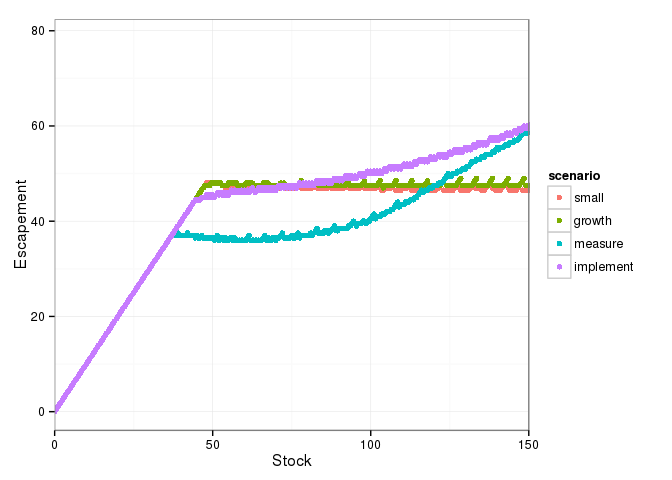 80
60
40
20
0
Escapement
0 50 100 150
Stock
scenario
small
growth
measure
implement